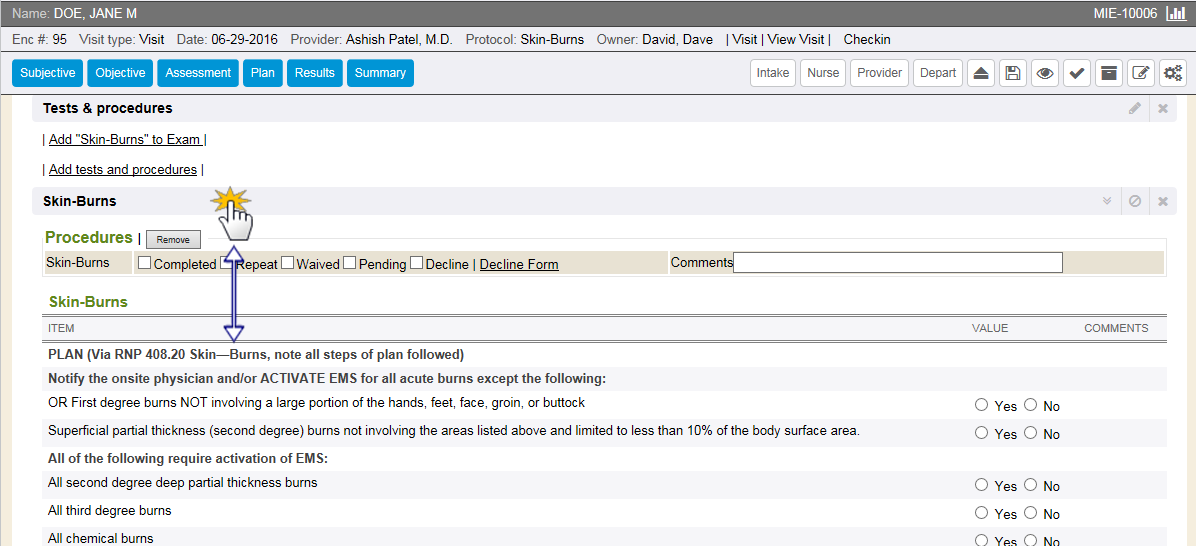 Name: DOE, JANE M MIE-10006
Enc #: 95 Visit type: Visit Date: 06-29-2016 Provider: Ashish Patel, M.D. Protocol: Skin-Burns Owner: David, Dave | Visit | View Visit | Checkin
Subjective Objective Assessment Plan Results Summary Intake Nurse Provider Depart
Tests & procedures
| Add "Skin-Burns" to Exam |
| Add tests and procedures |
Skin-Burns
Procedures | Remove
Skin-Burns Completed Repeat Waived Pending Decline | Decline Form Comments
Skin-Burns
ITEM VALUE COMMENTS
PLAN (Via RNP 408.20 Skin—Burns, note all steps of plan followed)
Notify the onsite physician and/or ACTIVATE EMS for all acute burns except the following:
OR First degree burns NOT involving a large portion of the hands, feet, face, groin, or buttock Yes No
Superficial partial thickness (second degree) burns not involving the areas listed above and limited to less than 10% of the body surface area. Yes No
All of the following require activation of EMS:
All second degree deep partial thickness burns Yes No
All third degree burns Yes No
All chemical burns Yes No